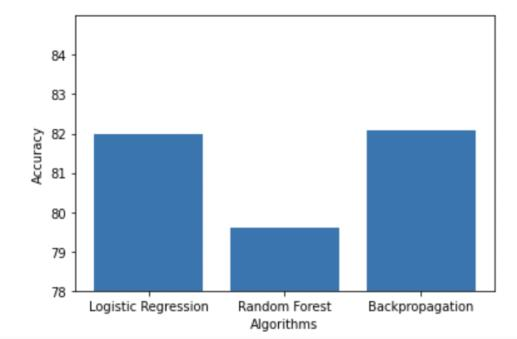 84
83
82
81
80
79
78
Accuracy
Logistic Regression Random Forest Backpropagation
Algorithms